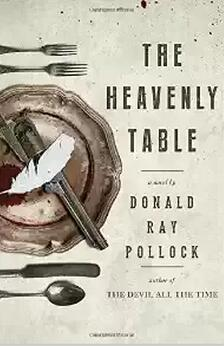 THE
HEAVENLY
TABLE
a novel by
DONALD
RAY
POLLOCK
author of
THE DEVIL ALL THE TIME